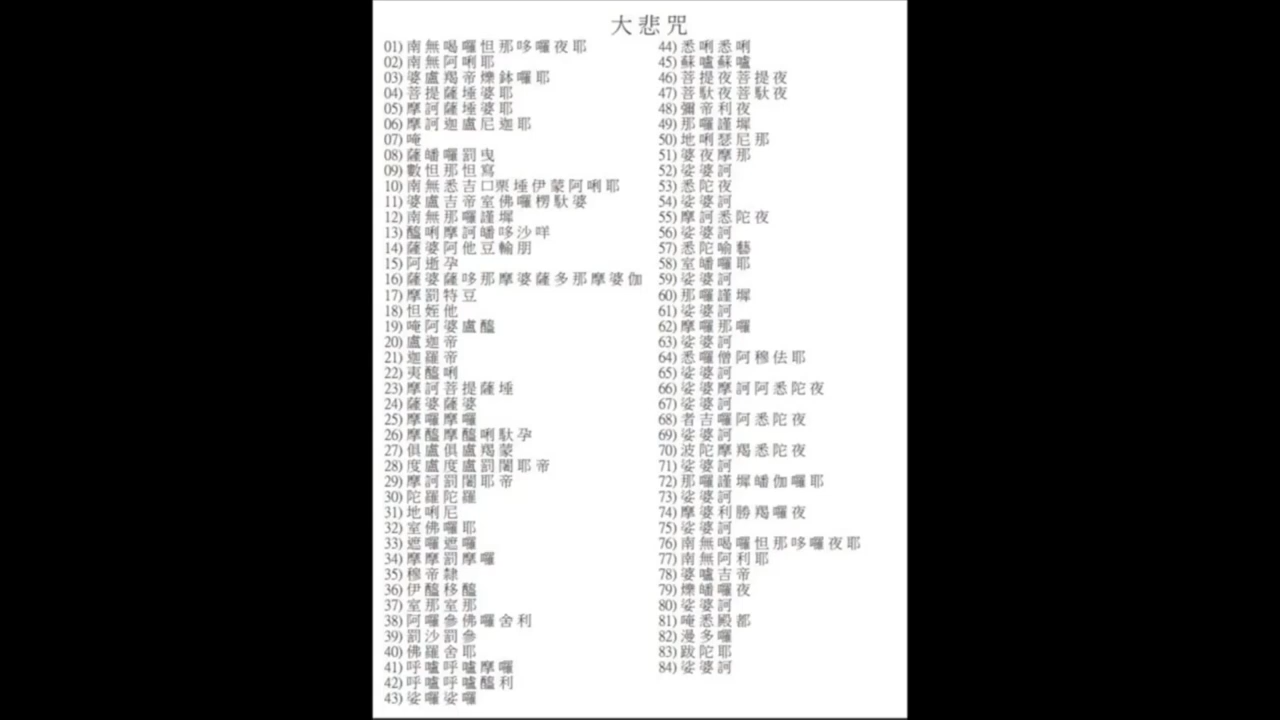 大悲咒
01) 南無喝囉怛那哆囉夜耶
02) 南無阿唎耶
03) 婆盧羯帝爍鉢囉耶
04) 菩提薩埵婆耶
05) 摩訶薩埵婆耶
06) 摩訶迦盧尼迦耶
07) 唵
08) 薩皤囉罰曳
09) 數怛那怛寫
10) 南無悉吉口栗埵伊蒙阿唎耶
11) 婆盧吉帝室佛囉楞馱婆
12) 南無那囉謹墀
13) 醯唎摩訶皤哆沙咩
14) 薩婆阿他豆輸朋
15) 阿逝孕
16) 薩婆薩哆那摩婆薩多那摩婆伽
17) 摩罰特豆
18) 怛姪他
19) 唵阿婆盧醯
20) 盧迦帝
21) 迦羅帝
22) 夷醯唎
23) 摩訶菩提薩埵
24) 薩婆薩婆
25) 摩囉摩囉
26) 摩醯摩醯唎馱孕
27) 俱盧俱盧羯蒙
28) 度盧度盧罰闍耶帝
29) 摩訶罰闍耶帝
30) 陀羅陀羅
31) 地唎尼
32) 室佛囉耶
33) 遮囉遮囉
34) 摩摩罰摩囉
35) 穆帝隸
36) 伊醯移醯
37) 室那室那
38) 阿囉參佛囉舍利
39) 罰沙罰參
40) 佛羅舍耶
41) 呼嚧呼嚧摩囉
42) 呼嚧呼嚧醯利
43) 娑囉娑囉
44) 悉唎悉唎
45) 蘇嚧蘇嚧
46) 菩提夜菩提夜
47) 菩馱夜菩馱夜
48) 彌帝利夜
49) 那囉謹墀
50) 地唎瑟尼那
51) 婆夜摩那
52) 娑婆訶
53) 悉陀夜
54) 娑婆訶
55) 摩訶悉陀夜
56) 娑婆訶
57) 悉陀喻藝
58) 室皤囉耶
59) 娑婆訶
60) 那囉謹墀
61) 娑婆訶
62) 摩囉那囉
63) 娑婆訶
64) 悉囉僧阿穆佉耶
65) 娑婆訶
66) 娑婆摩訶阿悉陀夜
67) 娑婆訶
68) 者吉囉阿悉陀夜
69) 娑婆訶
70) 波陀摩羯悉陀夜
71) 娑婆訶
72) 那囉謹墀皤伽囉耶
73) 娑婆訶
74) 摩婆利勝羯囉夜
75) 娑婆訶
76) 南無喝囉怛那哆囉夜耶
77) 南無阿利耶
78) 婆嚧吉帝
79) 爍皤囉夜
80) 娑婆訶
81) 唵悉殿都
82) 漫多囉
83) 跋陀耶
84) 娑婆訶